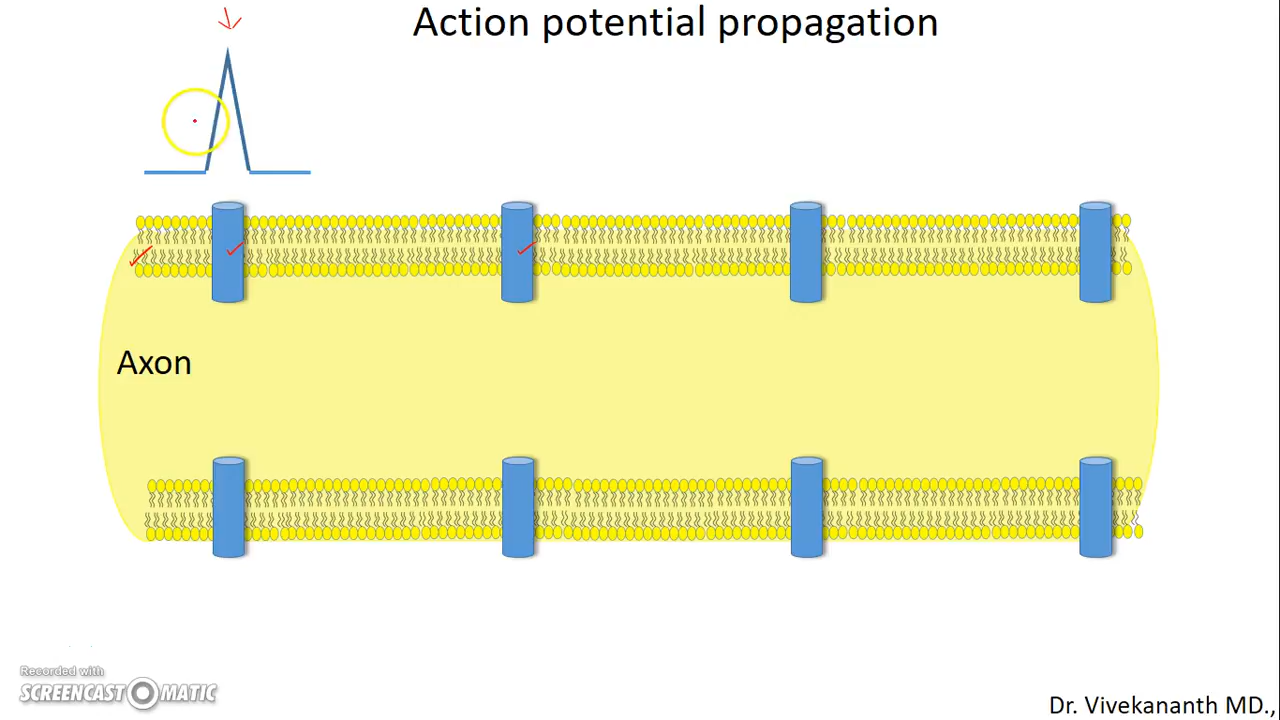 Action potential propagation
Axon
Recorded with
SCREENCAST MATIC
Dr. Vivekananth MD.,